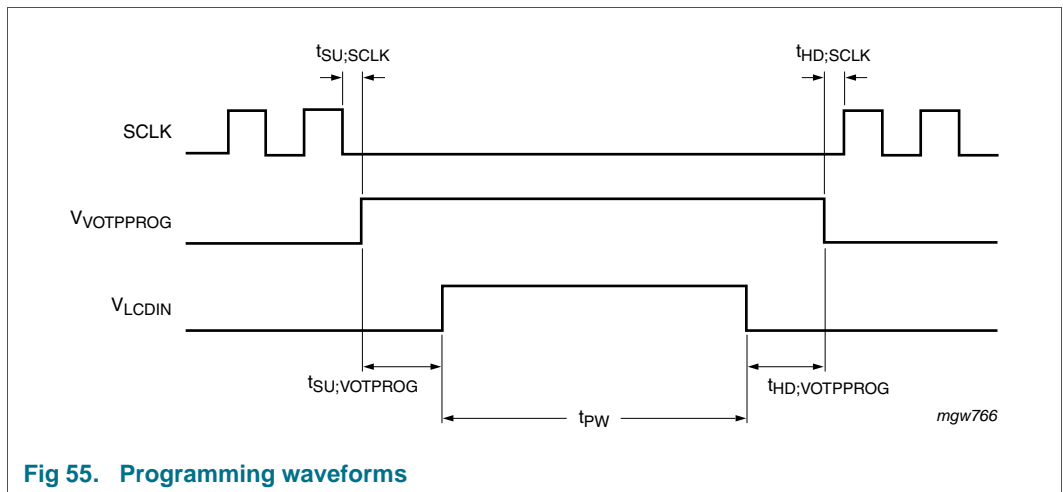 tSU;SCLK
tHD;SCLK
SCLK
VVOTPPROG
VLCDIN
tSU;VOTPROG
tHD;VOTPPROG
tPW
mgw766
Fig 55. Programming waveforms